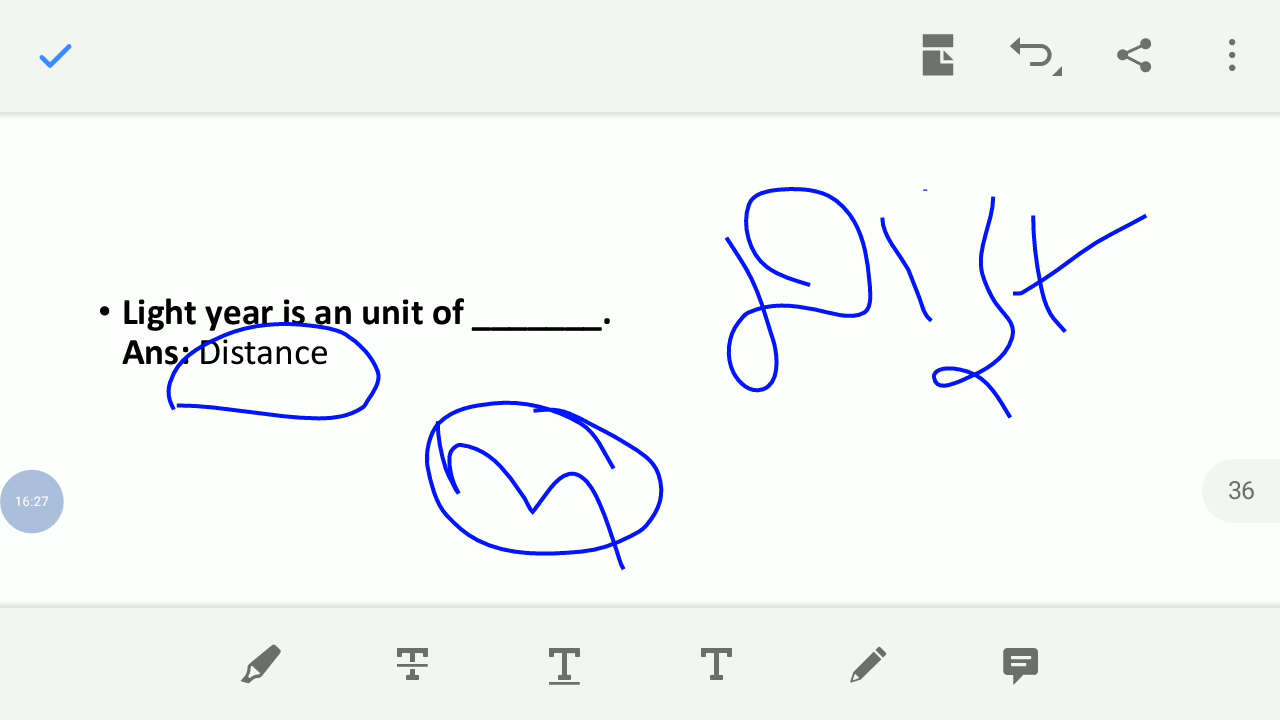 • Light year is an unit of _______.
Ans: Distance
m
16:27
36